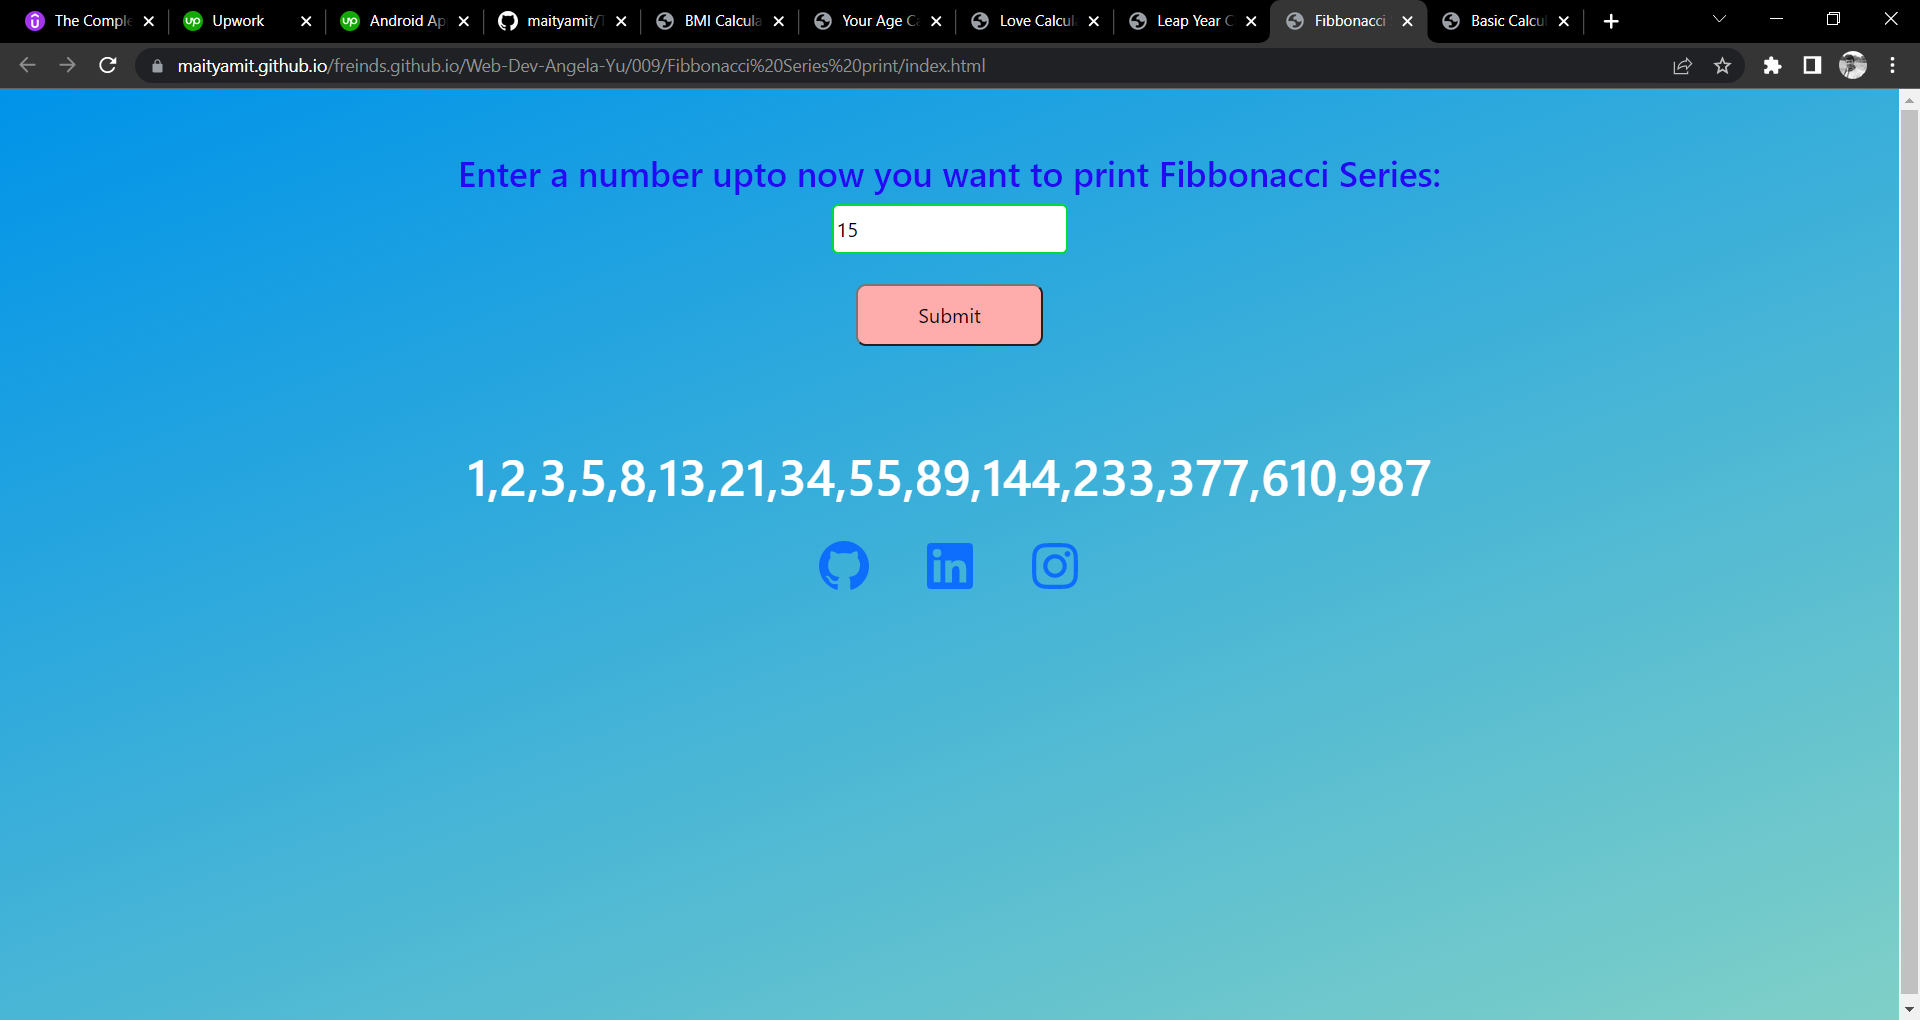 The Comple
Upwork
Android Ap
maityamit/
BMI Calcula
Your Age Ca
Love Calcul
Leap Year C
Fibbonacci
Basic Calcul
maityamit.github.io/freinds.github.io/Web-Dev-Angela-Yu/009/Fibbonacci%20Series%20print/index.html
Enter a number upto now you want to print Fibbonacci Series:
15
Submit
1,2,3,5,8,13,21,34,55,89,144,233,377,610,987